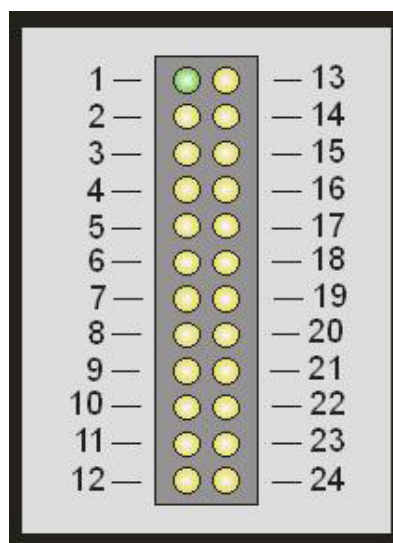 1 — — 13
2 — — 14
3 — — 15
4 — — 16
5 — — 17
6 — — 18
7 — — 19
8 — — 20
9 — — 21
10 — — 22
11 — — 23
12 — — 24